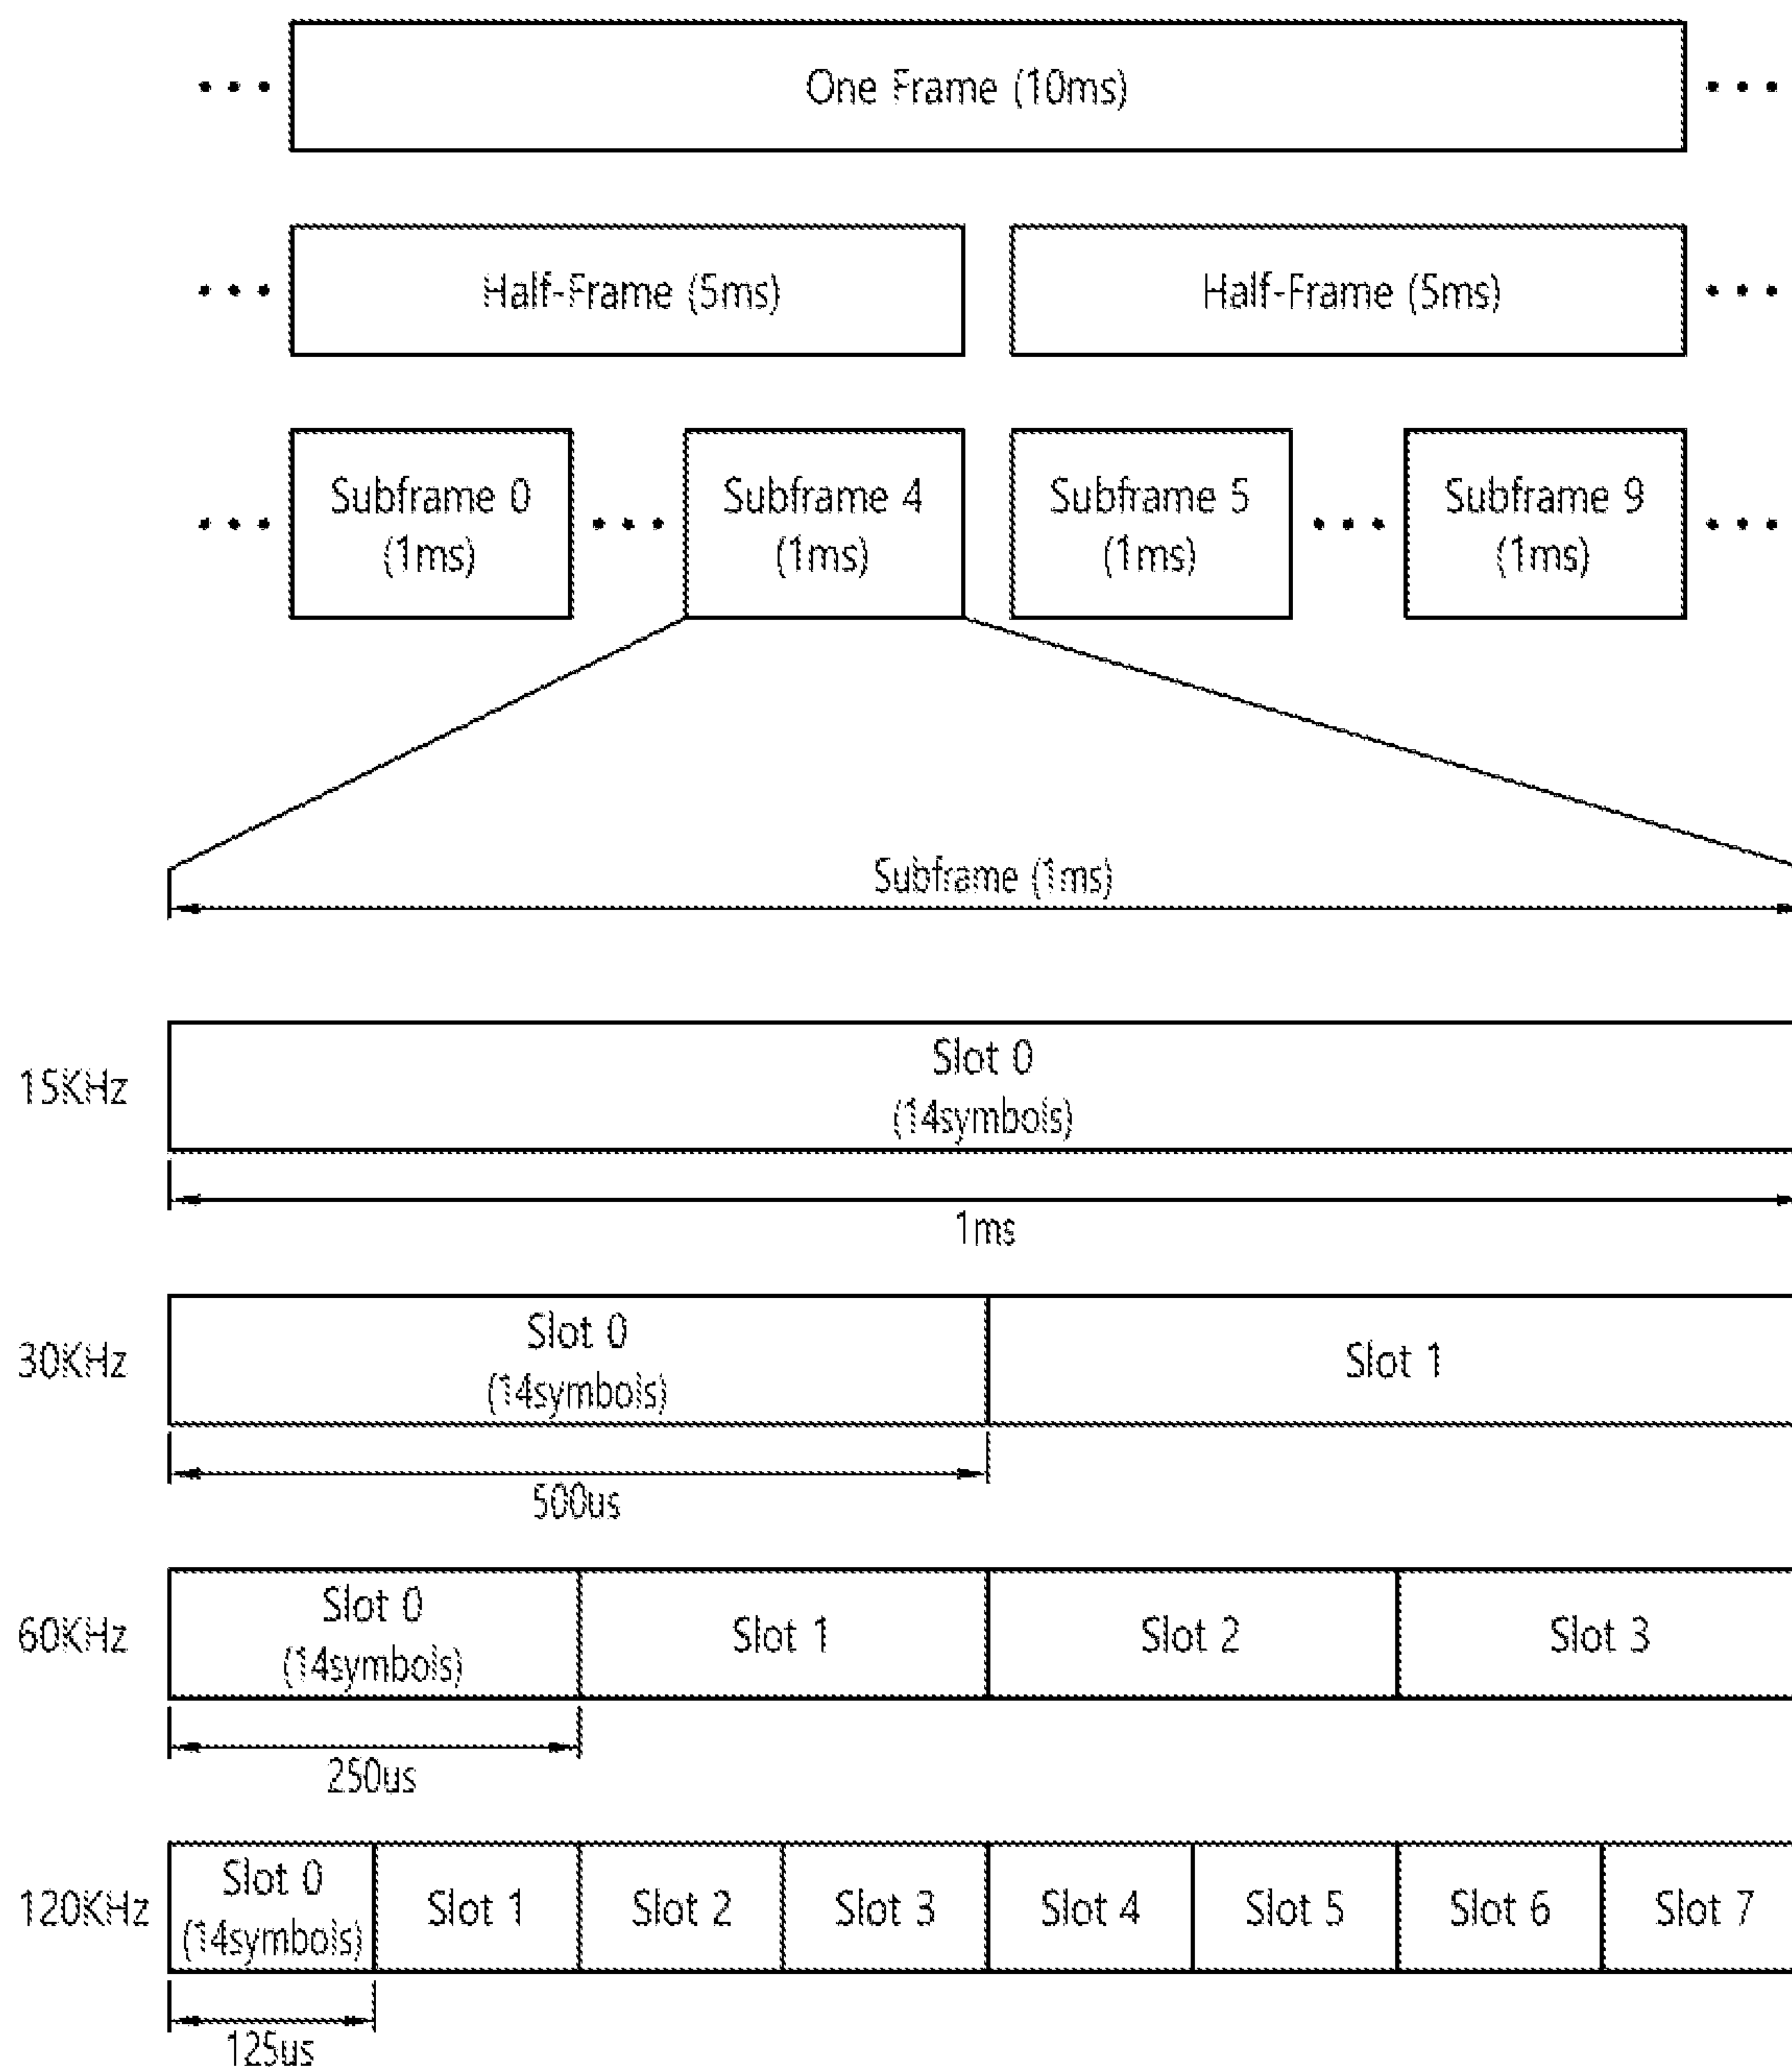 One Frame (10ms)
Half-Frame (5ms)
Half-Frame (5ms)
Subframe 0
(1ms)
Subframe 4
(1ms)
Subframe 5
(1ms)
Subframe 9
(1ms)
Subframe (1ms)
15KHz
Slot 0
(14symbols)
1ms
30KHz
Slot 0
(14symbols)
Slot 1
500us
60KHz
Slot 0
(14symbols)
Slot 1
Slot 2
Slot 3
250us
120KHz
Slot 0
(14symbols)
Slot 1
Slot 2
Slot 3
Slot 4
Slot 5
Slot 6
Slot 7
125us